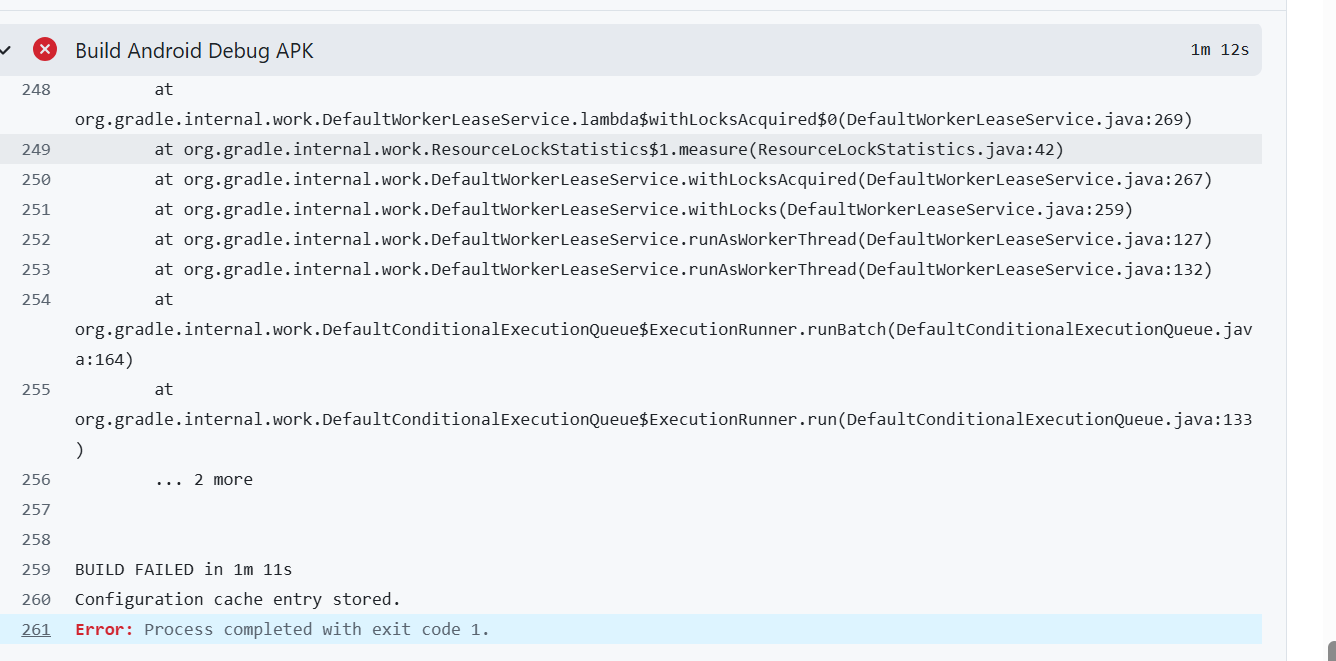 Build Android Debug APK 1m 12s
248 at
org.gradle.internal.work.DefaultWorkerLeaseService.lambda$withLocksAcquired$0(DefaultWorkerLeaseService.java:269)
249 at org.gradle.internal.work.ResourceLockStatistics$1.measure(ResourceLockStatistics.java:42)
250 at org.gradle.internal.work.DefaultWorkerLeaseService.withLocksAcquired(DefaultWorkerLeaseService.java:267)
251 at org.gradle.internal.work.DefaultWorkerLeaseService.withLocks(DefaultWorkerLeaseService.java:259)
252 at org.gradle.internal.work.DefaultWorkerLeaseService.runAsWorkerThread(DefaultWorkerLeaseService.java:127)
253 at org.gradle.internal.work.DefaultWorkerLeaseService.runAsWorkerThread(DefaultWorkerLeaseService.java:132)
254 at
org.gradle.internal.work.DefaultConditionalExecutionQueue$ExecutionRunner.runBatch(DefaultConditionalExecutionQueue.jav
a:164)
255 at
org.gradle.internal.work.DefaultConditionalExecutionQueue$ExecutionRunner.run(DefaultConditionalExecutionQueue.java:133
)
256 ... 2 more
257
258
259 BUILD FAILED in 1m 11s
260 Configuration cache entry stored.
261 Error: Process completed with exit code 1.